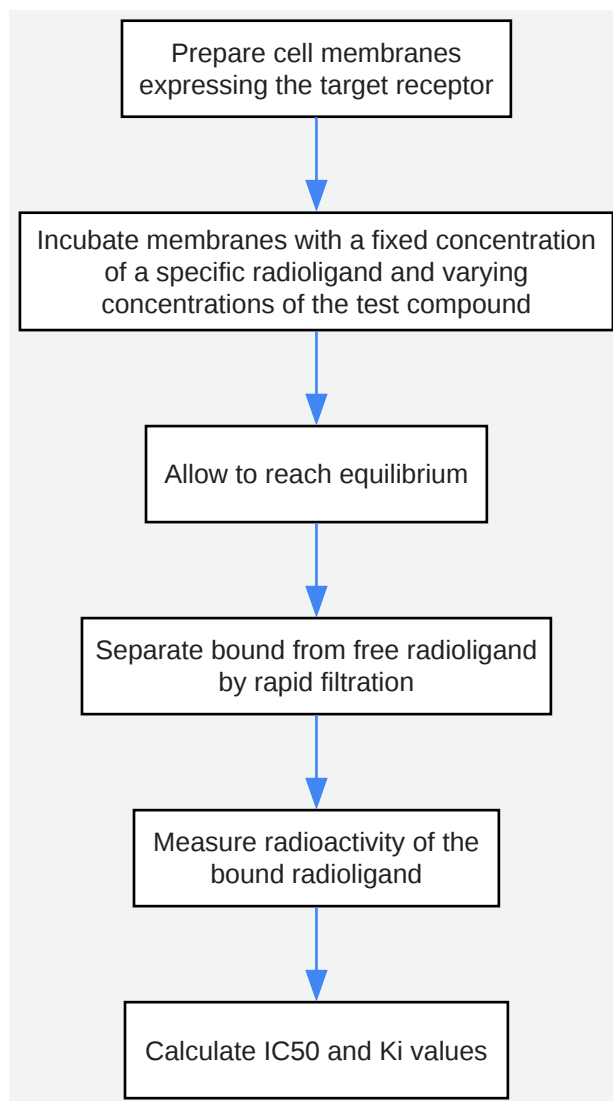 Prepare cell membranes
expressing the target receptor
Incubate membranes with a fixed concentration
of a specific radioligand and varying
concentrations of the test compound
Allow to reach equilibrium
Separate bound from free radioligand
by rapid filtration
Measure radioactivity of the
bound radioligand
Calculate IC50 and Ki values